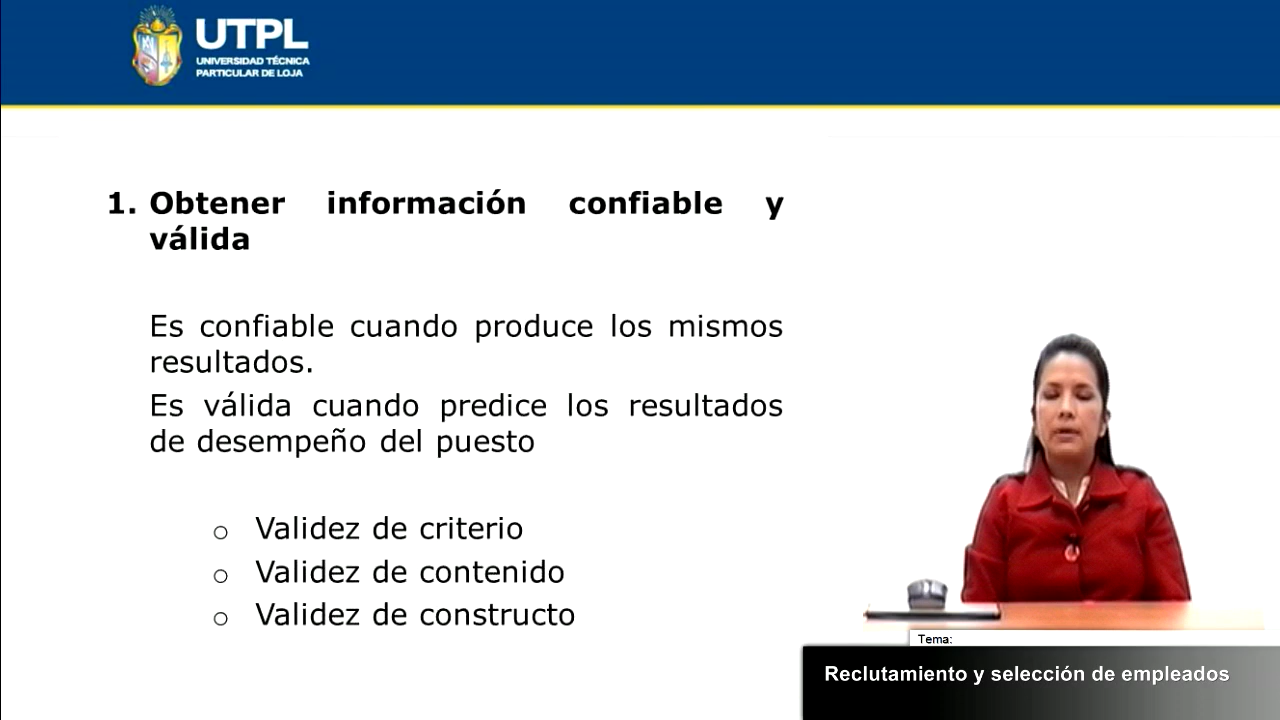 UTPL
UNIVERSIDAD TÉCNICA
PARTICULAR DE LOJA
1. Obtener información confiable y
válida
Es confiable cuando produce los mismos
resultados.
Es válida cuando predice los resultados
de desempeño del puesto
o Validez de criterio
o Validez de contenido
o Validez de constructo
Tema:
Reclutamiento y selección de empleados